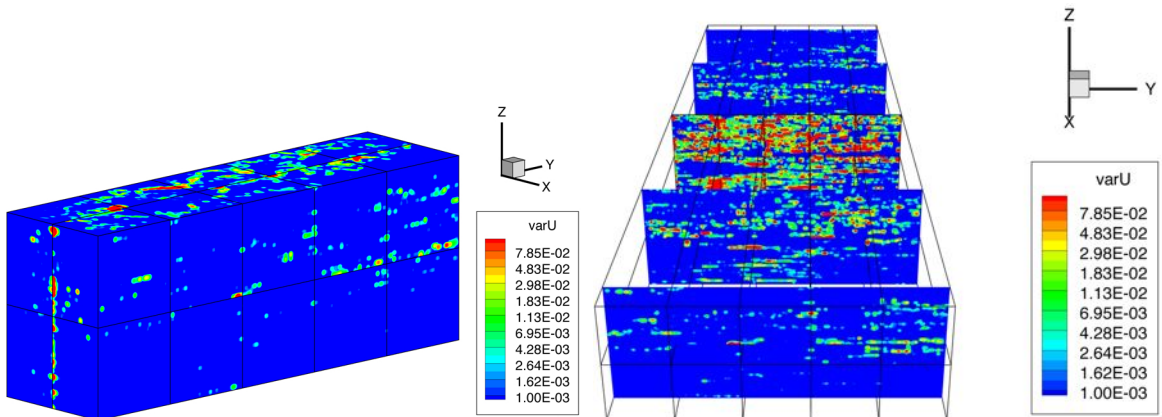 Z
Y
X
varU
7.85E-02
4.83E-02
2.98E-02
1.83E-02
1.13E-02
6.95E-03
4.28E-03
2.64E-03
1.62E-03
1.00E-03
Z
Y
X
varU
7.85E-02
4.83E-02
2.98E-02
1.83E-02
1.13E-02
6.95E-03
4.28E-03
2.64E-03
1.62E-03
1.00E-03